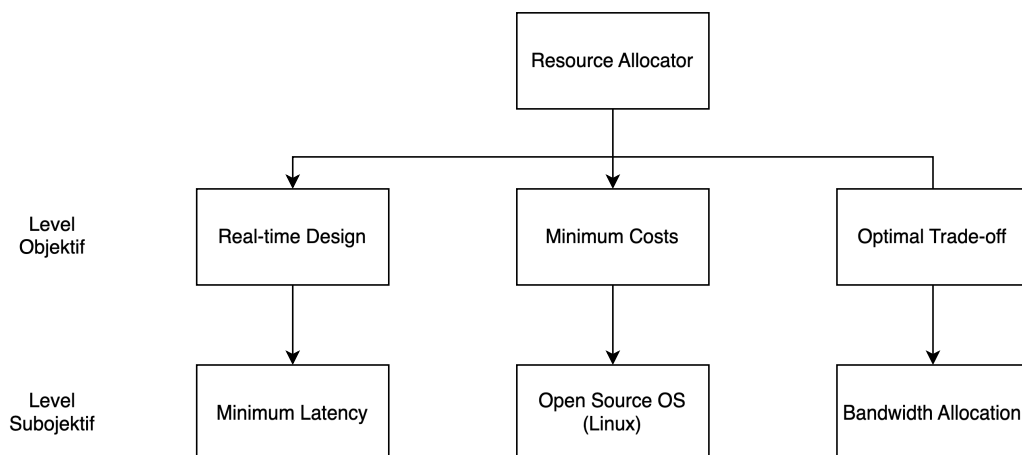 Resource Allocator
Level
Objektif
Real-time Design
Minimum Costs
Optimal Trade-off
Level
Subojektif
Minimum Latency
Open Source OS
(Linux)
Bandwidth Allocation